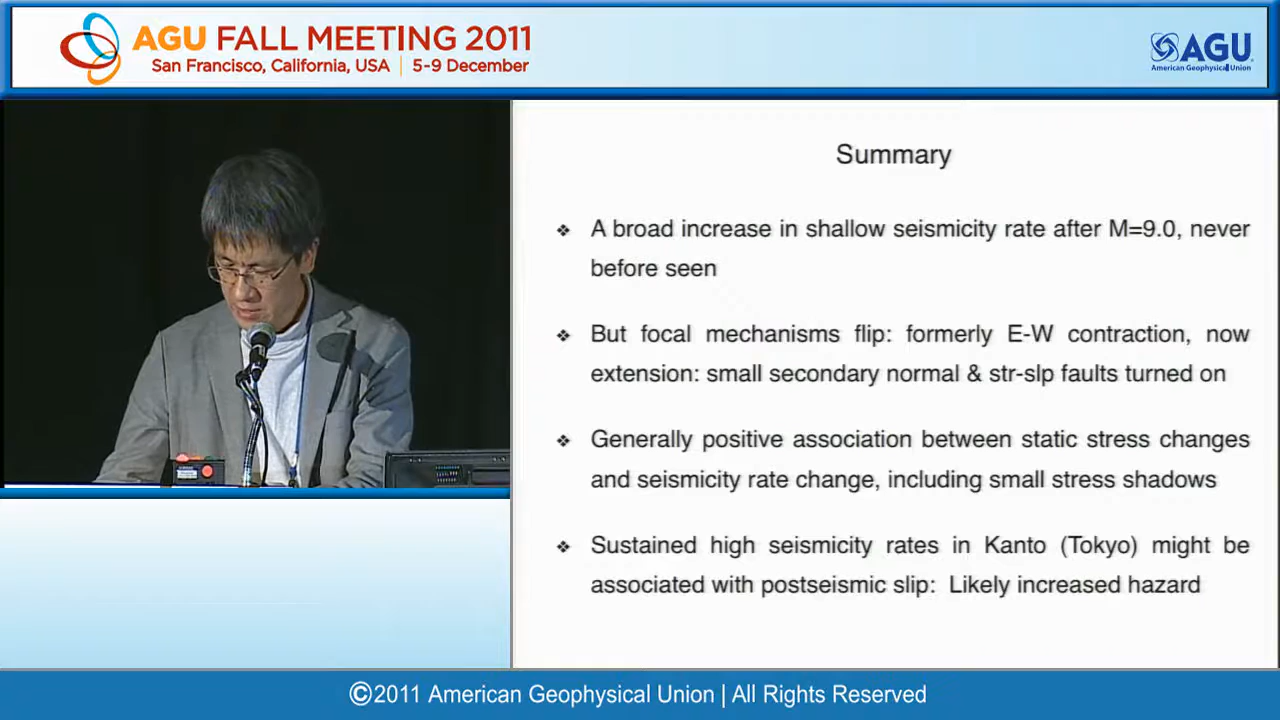 AGU FALL MEETING 2011
San Francisco, California, USA | 5-9 December
AGU
American Geophysical Union
Summary
❖ A broad increase in shallow seismicity rate after M=9.0, never
before seen
❖ But focal mechanisms flip: formerly E-W contraction, now
extension: small secondary normal & str-slp faults turned on
❖ Generally positive association between static stress changes
and seismicity rate change, including small stress shadows
❖ Sustained high seismicity rates in Kanto (Tokyo) might be
associated with postseismic slip: Likely increased hazard
©2011 American Geophysical Union | All Rights Reserved